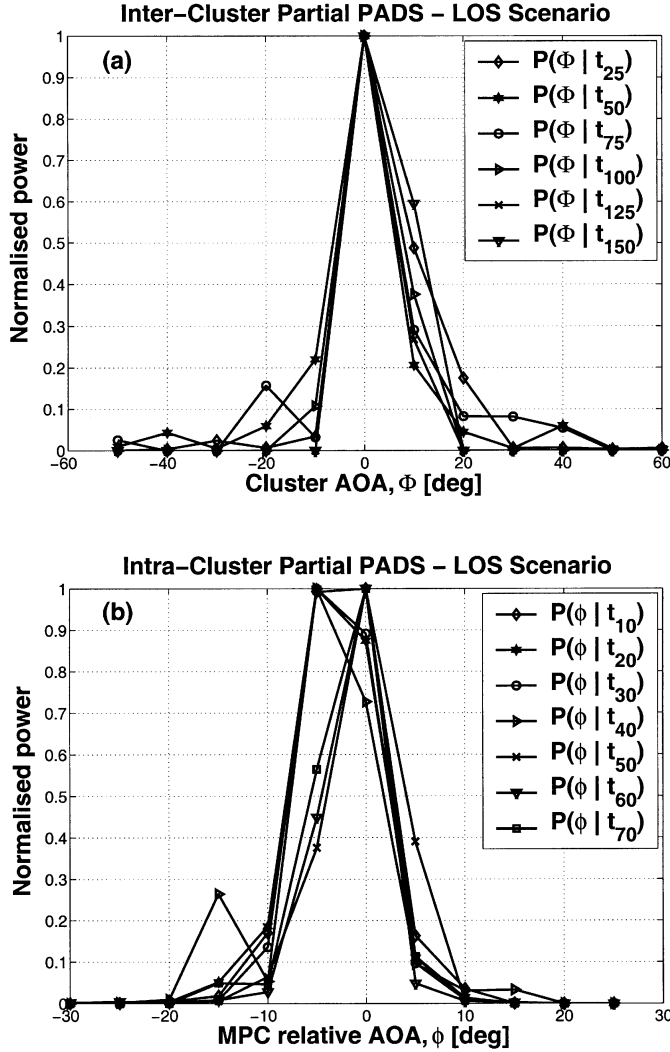 Inter-Cluster Partial PADS - LOS Scenario
(a)
P(Φ | t25)
P(Φ | t50)
P(Φ | t75)
P(Φ | t100)
P(Φ | t125)
P(Φ | t150)
Normalised power
1
0.9
0.8
0.7
0.6
0.5
0.4
0.3
0.2
0.1
0
-60 -40 -20 0 20 40 60
Cluster AOA, Φ [deg]
Intra-Cluster Partial PADS - LOS Scenario
(b)
P(ϕ | t10)
P(ϕ | t20)
P(ϕ | t30)
P(ϕ | t40)
P(ϕ | t50)
P(ϕ | t60)
P(ϕ | t70)
Normalised power
1
0.9
0.8
0.7
0.6
0.5
0.4
0.3
0.2
0.1
0
-30 -20 -10 0 10 20 30
MPC relative AOA, ϕ [deg]